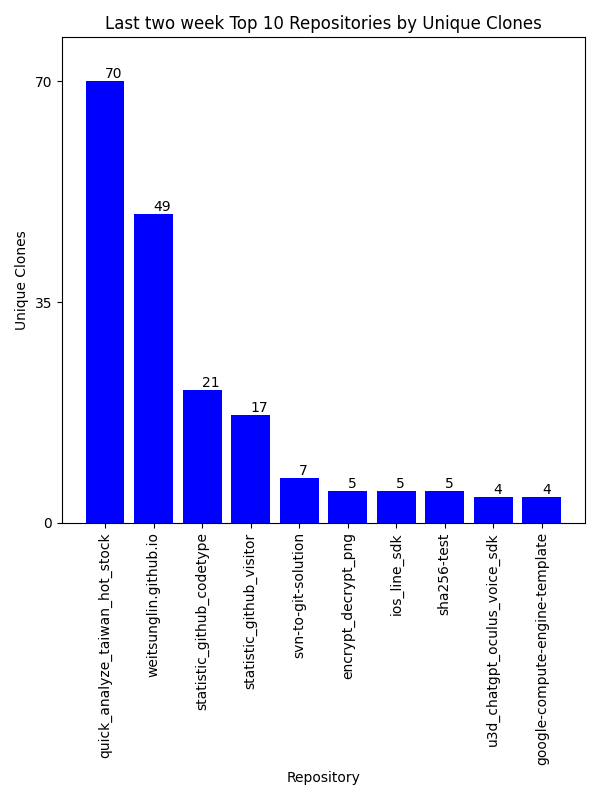 Last two week Top 10 Repositories by Unique Clones
70
49
21
17
7
5
5
5
4
4
70
35
0
Unique Clones
quick_analyze_taiwan_hot_stock
weitsunglin.github.io
statistic_github_codetype
statistic_github_visitor
svn-to-git-solution
encrypt_decrypt_png
ios_line_sdk
sha256-test
u3d_chatgpt_oculus_voice_sdk
google-compute-engine-template
Repository